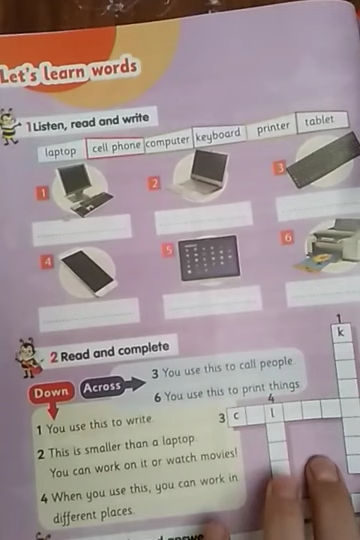 Let's learn words
1 Listen, read and write
laptop cell phone computer keyboard printer tablet
1 2 3
4 5 6
2 Read and complete
Down Across
3 You use this to call people
6 You use this to print things
1 You use this to write.
2 This is smaller than a laptop.
You can work on it or watch movies!
4 When you use this, you can work in
different places.
1
k
4
3 c l